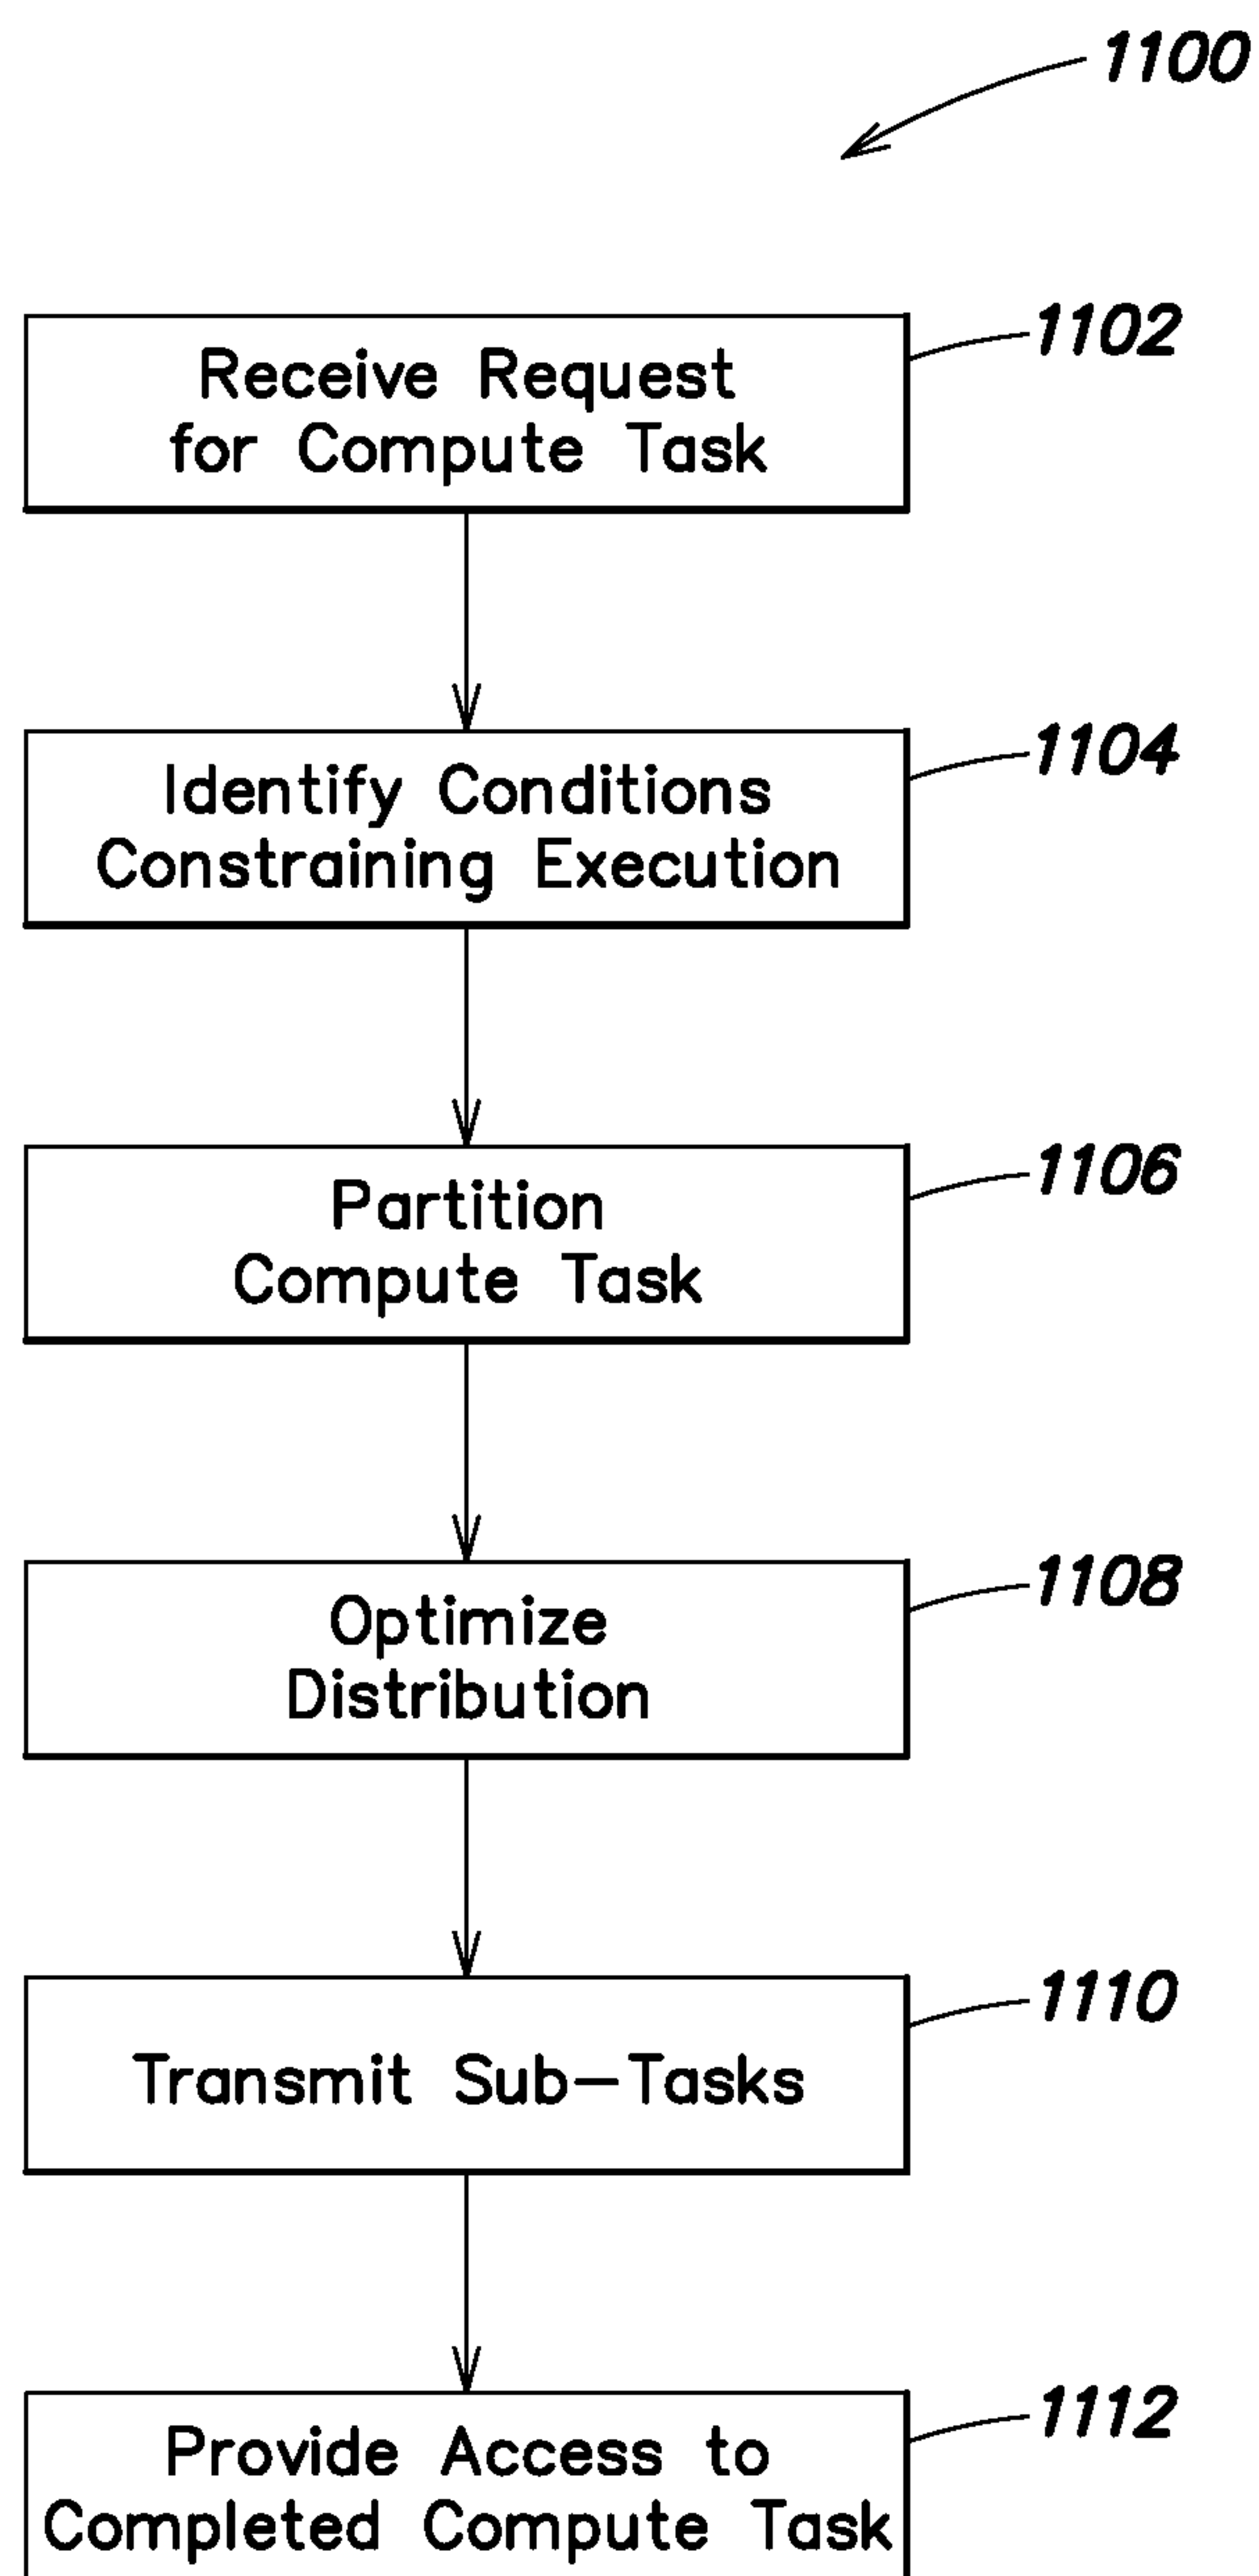 1100
1102
Receive Request
for Compute Task
1104
Identify Conditions
Constraining Execution
1106
Partition
Compute Task
1108
Optimize
Distribution
1110
Transmit Sub-Tasks
1112
Provide Access to
Completed Compute Task